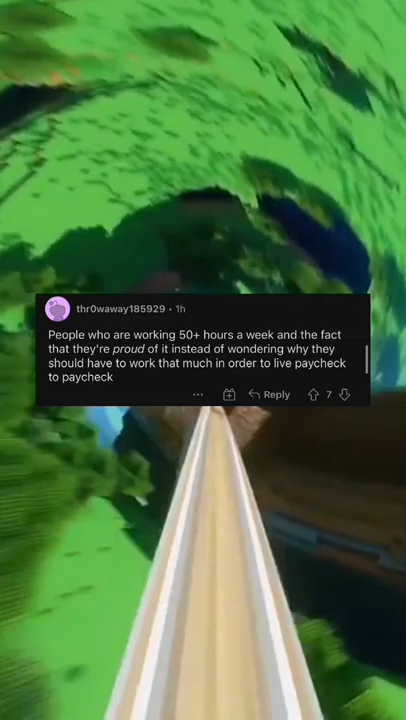 thr0waway185929 • 1h
People who are working 50+ hours a week and the fact
that they're proud of it instead of wondering why they
should have to work that much in order to live paycheck
to paycheck
... Reply 7